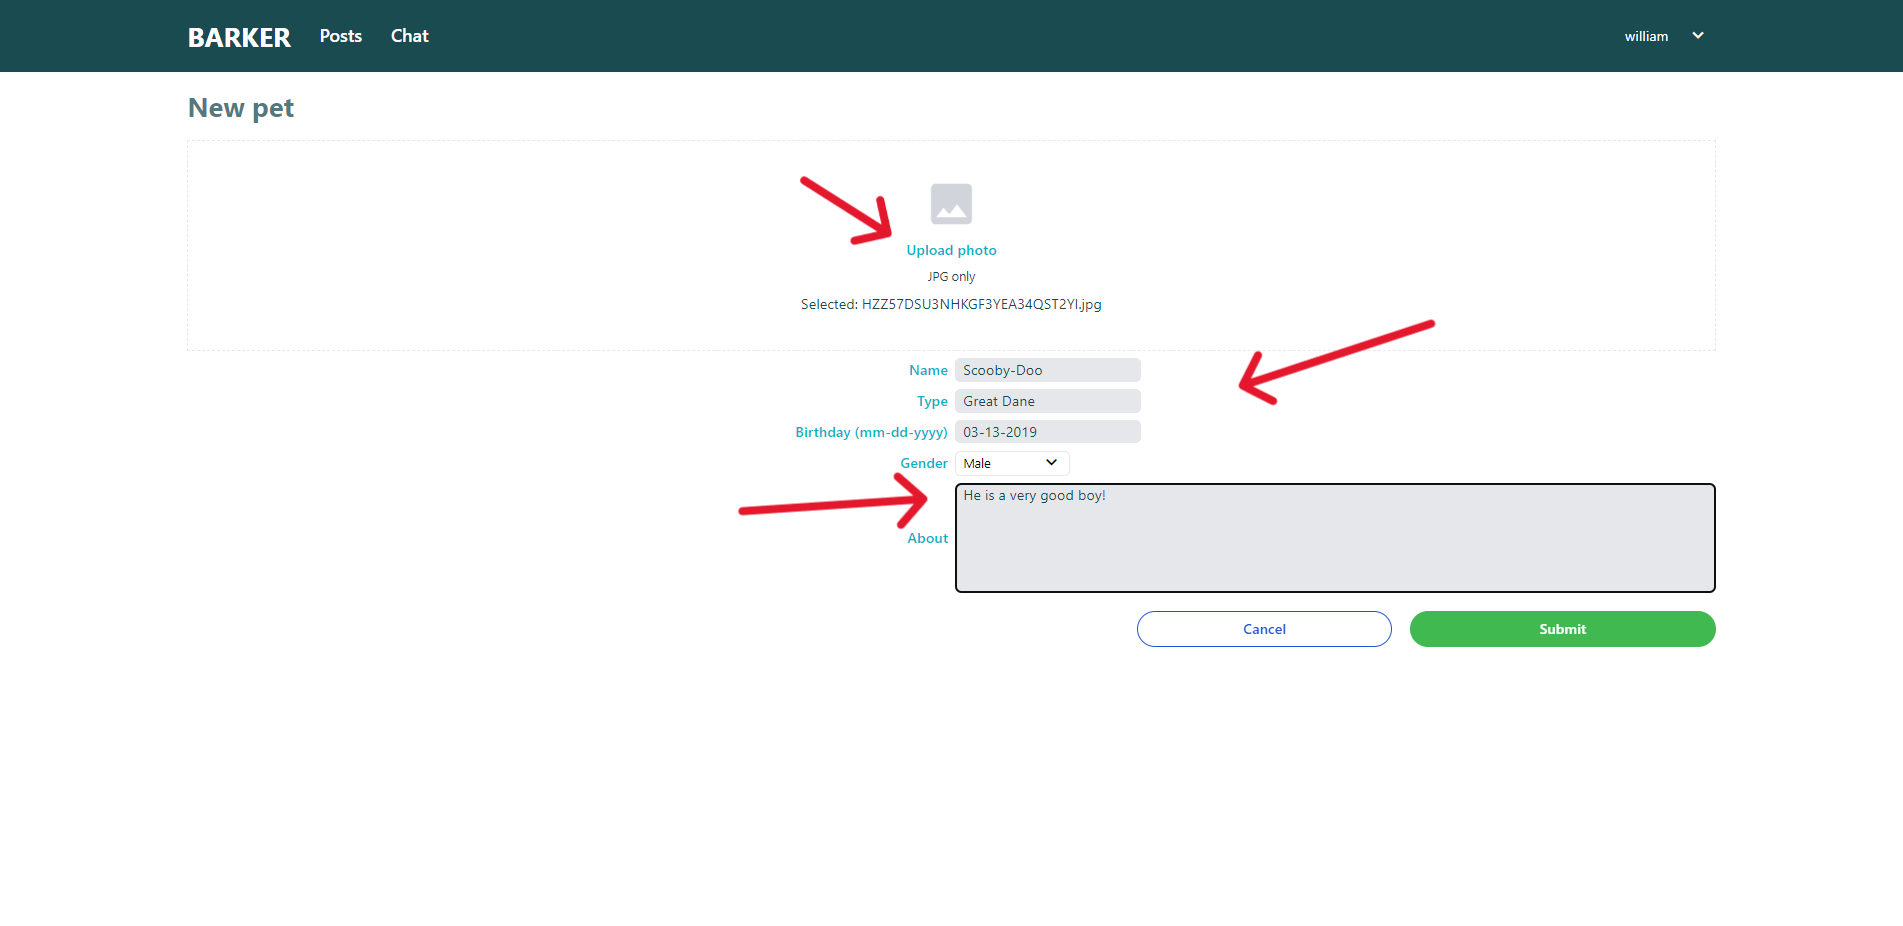 BARKER Posts Chat william
New pet
Upload photo
JPG only
Selected: HZZ57DSU3NHKGF3YEA34QST2YI.jpg
Name Scooby-Doo
Type Great Dane
Birthday (mm-dd-yyyy) 03-13-2019
Gender Male
He is a very good boy!
About
Cancel Submit